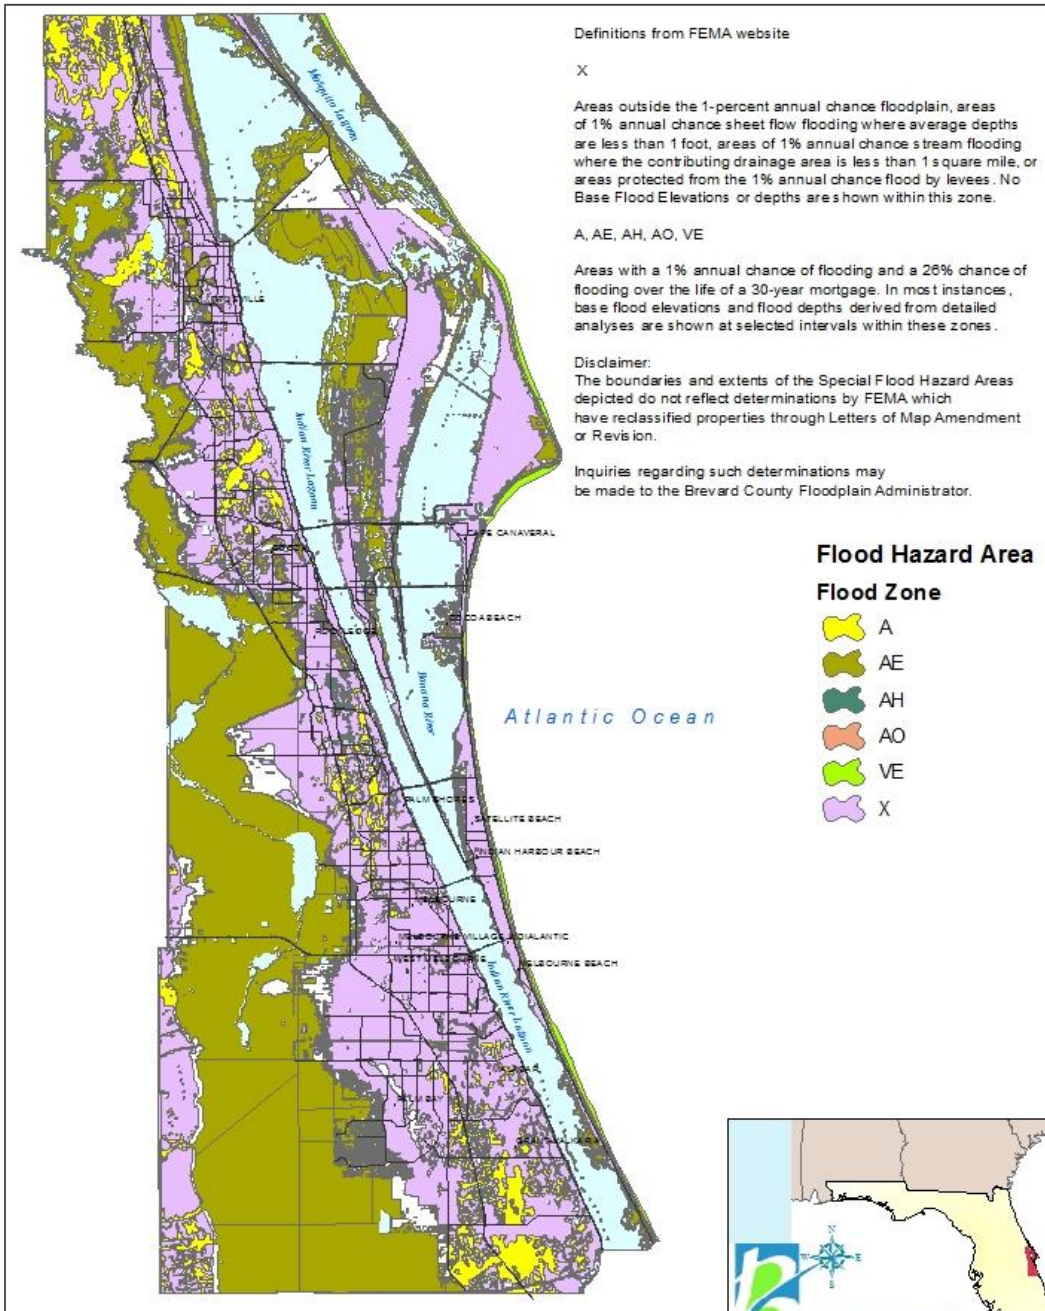 Definitions from FEMA website
X
Areas outside the 1-percent annual chance floodplain, areas
of 1% annual chance sheet flow flooding where average depths
are less than 1 foot, areas of 1% annual chance stream flooding
where the contributing drainage area is less than 1 square mile, or
areas protected from the 1% annual chance flood by levees. No
Base Flood Elevations or depths are shown within this zone.
A, AE, AH, AO, VE
Areas with a 1% annual chance of flooding and a 26% chance of
flooding over the life of a 30-year mortgage. In most instances,
base flood elevations and flood depths derived from detailed
analyses are shown at selected intervals within these zones.
Disclaimer:
The boundaries and extents of the Special Flood Hazard Areas
depicted do not reflect determinations by FEMA which
have reclassified properties through Letters of Map Amendment
or Revision.
Inquiries regarding such determinations may
be made to the Brevard County Floodplain Administrator.
Flood Hazard Area
Flood Zone
A
AE
AH
AO
VE
X
Mosquito Lagoon
Indian River Lagoon
CAPE CANAVERAL
COCOA BEACH
ROCKLEDGE
Banana River
Atlantic Ocean
PALM SHORES
SATELLITE BEACH
INDIAN HARBOUR BEACH
MELBOURNE
MELBOURNE VILLAGE
INDIALANTIC
WEST MELBOURNE
MELBOURNE BEACH
Indian River Lagoon
PALM BAY
N
W
E
S